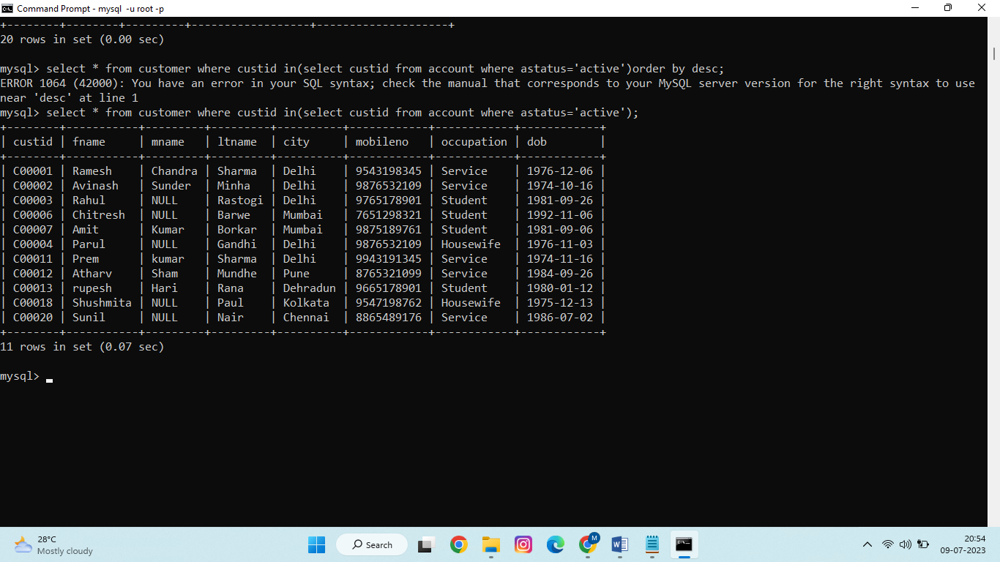 Command Prompt - mysql -u root -p
+--------+--------+---------+------------------+--------------------+
20 rows in set (0.00 sec)
mysql> select * from customer where custid in(select custid from account where astatus='active')order by desc;
ERROR 1064 (42000): You have an error in your SQL syntax; check the manual that corresponds to your MySQL server version for the right syntax to use
near 'desc' at line 1
mysql> select * from customer where custid in(select custid from account where astatus='active');
+--------+-----------+---------+---------+----------+------------+------------+------------+
| custid | fname     | mname   | ltname  | city     | mobileno   | occupation | dob        |
+--------+-----------+---------+---------+----------+------------+------------+------------+
| C00001 | Ramesh    | Chandra | Sharma  | Delhi    | 9543198345 | Service    | 1976-12-06 |
| C00002 | Avinash   | Sunder  | Minha   | Delhi    | 9876532109 | Service    | 1974-10-16 |
| C00003 | Rahul     | NULL    | Rastogi | Delhi    | 9765178901 | Student    | 1981-09-26 |
| C00006 | Chitresh  | NULL    | Barwe   | Mumbai   | 7651298321 | Student    | 1992-11-06 |
| C00007 | Amit      | Kumar   | Borkar  | Mumbai   | 9875189761 | Student    | 1981-09-06 |
| C00004 | Parul     | NULL    | Gandhi  | Delhi    | 9876532109 | Housewife  | 1976-11-03 |
| C00011 | Prem      | kumar   | Sharma  | Delhi    | 9943191345 | Service    | 1974-11-16 |
| C00012 | Atharv    | Sham    | Mundhe  | Pune     | 8765321099 | Service    | 1984-09-26 |
| C00013 | rupesh    | Hari    | Rana    | Dehradun | 9665178901 | Student    | 1980-01-12 |
| C00018 | Shushmita | NULL    | Paul    | Kolkata  | 9547198762 | Housewife  | 1975-12-13 |
| C00020 | Sunil     | NULL    | Nair    | Chennai  | 8865489176 | Service    | 1986-07-02 |
+--------+-----------+---------+---------+----------+------------+------------+------------+
11 rows in set (0.07 sec)
mysql>
28°C
Mostly cloudy
Search
M
20:54
09-07-2023